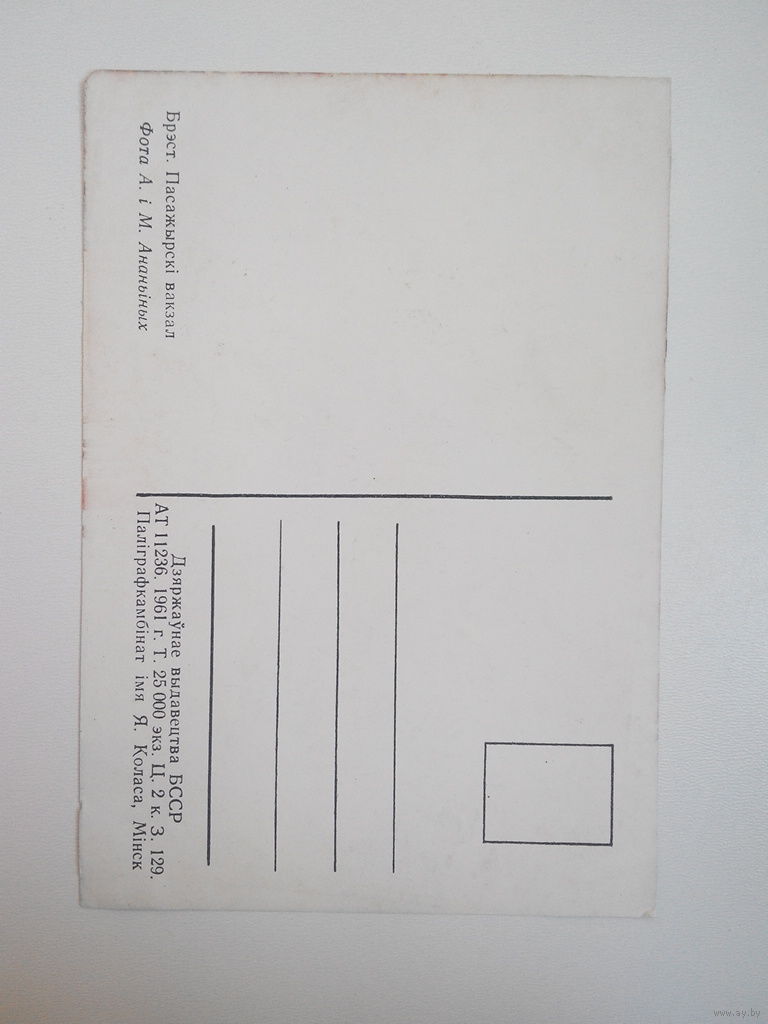 Брэст. Пасажырскі вакзал
Фота А. і М. Ананьіных
Дзяржаўнае выдавецтва БССР
АТ 11236. 1961 г. Т. 25 000 экз. Ц. 2 к. З. 129.
Паліграфкамбінат імя Я. Коласа, Мінск
www.ay.by